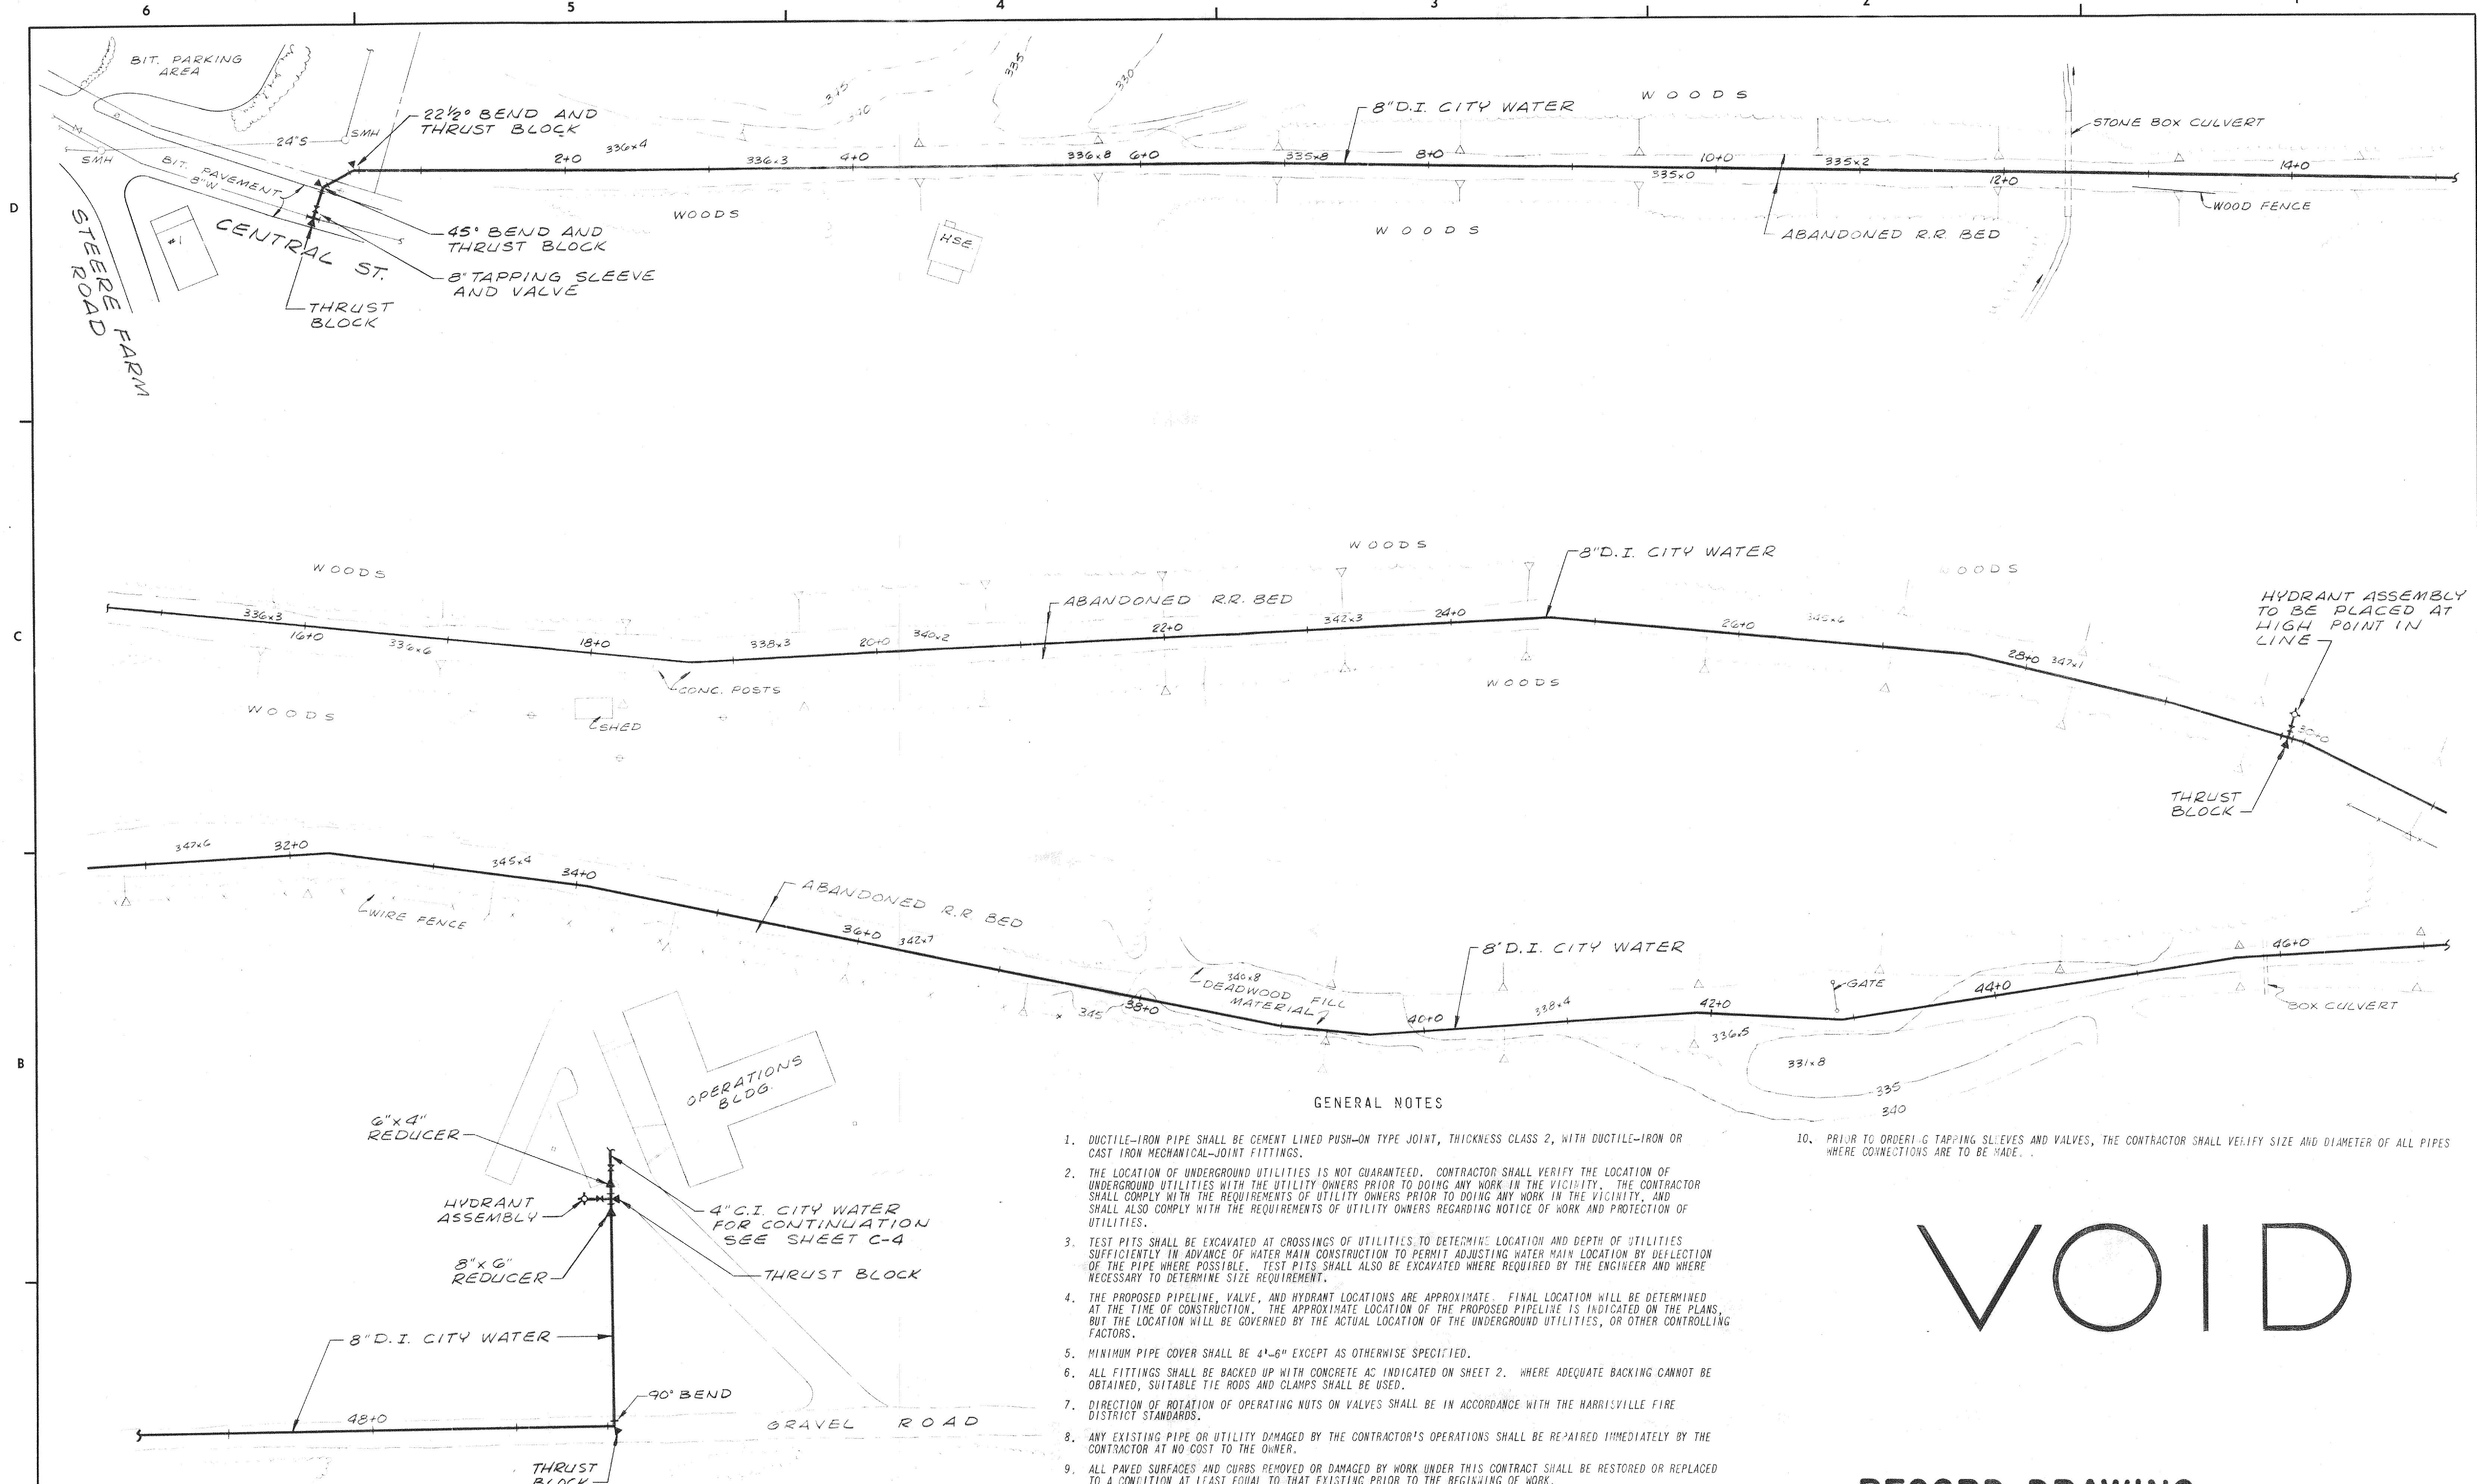 6
5
4
3
2
D
C
B
BIT. PARKING
AREA
22½° BEND AND
THRUST BLOCK
24"S
SMH
SMH
BIT.
PAVEMENT
8"W
#1
CENTRAL ST.
STEERE FARM
ROAD
45° BEND AND
THRUST BLOCK
8" TAPPING SLEEVE
AND VALVE
THRUST
BLOCK
2+0
336x4
336x3
4+0
336x8
6+0
335x8
8+0
335x0
10+0
335x2
12+0
14+0
335
330
8" D.I. CITY WATER
WOODS
WOODS
WOODS
HSE.
STONE BOX CULVERT
WOOD FENCE
ABANDONED R.R. BED
WOODS
WOODS
8" D.I. CITY WATER
WOODS
ABANDONED R.R. BED
336x3
16+0
336x6
18+0
338x3
20+0
340x2
22+0
342x3
24+0
26+0
28+0
347x1
30+0
CONC. POSTS
SHED
WOODS
WOODS
HYDRANT ASSEMBLY
TO BE PLACED AT
HIGH POINT IN
LINE
THRUST
BLOCK
347x6
32+0
345x4
34+0
WIRE FENCE
ABANDONED R.R BED
36+0
342x7
345
38+0
340x8
DEADWOOD FILL
MATERIAL
40+0
8" D.I. CITY WATER
338x4
42+0
336x5
331x8
GATE
44+0
46+0
BOX CULVERT
335
340
OPERATIONS
BLDG.
6"x4"
REDUCER
HYDRANT
ASSEMBLY
8"x6"
REDUCER
4" C.I. CITY WATER
FOR CONTINUATION
SEE SHEET C-4
THRUST BLOCK
8" D.I. CITY WATER
90° BEND
48+0
GRAVEL ROAD
THRUST
BLOCK
GENERAL NOTES
1. DUCTILE-IRON PIPE SHALL BE CEMENT LINED PUSH-ON TYPE JOINT, THICKNESS CLASS 2, WITH DUCTILE-IRON OR
CAST IRON MECHANICAL-JOINT FITTINGS.
2. THE LOCATION OF UNDERGROUND UTILITIES IS NOT GUARANTEED. CONTRACTOR SHALL VERIFY THE LOCATION OF
UNDERGROUND UTILITIES WITH THE UTILITY OWNERS PRIOR TO DOING ANY WORK IN THE VICINITY. THE CONTRACTOR
SHALL COMPLY WITH THE REQUIREMENTS OF UTILITY OWNERS PRIOR TO DOING ANY WORK IN THE VICINITY, AND
SHALL ALSO COMPLY WITH THE REQUIREMENTS OF UTILITY OWNERS REGARDING NOTICE OF WORK AND PROTECTION OF
UTILITIES.
3. TEST PITS SHALL BE EXCAVATED AT CROSSINGS OF UTILITIES TO DETERMINE LOCATION AND DEPTH OF UTILITIES
SUFFICIENTLY IN ADVANCE OF WATER MAIN CONSTRUCTION TO PERMIT ADJUSTING WATER MAIN LOCATION BY DEFLECTION
OF THE PIPE WHERE POSSIBLE. TEST PITS SHALL ALSO BE EXCAVATED WHERE REQUIRED BY THE ENGINEER AND WHERE
NECESSARY TO DETERMINE SIZE REQUIREMENT.
4. THE PROPOSED PIPELINE, VALVE, AND HYDRANT LOCATIONS ARE APPROXIMATE. FINAL LOCATION WILL BE DETERMINED
AT THE TIME OF CONSTRUCTION. THE APPROXIMATE LOCATION OF THE PROPOSED PIPELINE IS INDICATED ON THE PLANS,
BUT THE LOCATION WILL BE GOVERNED BY THE ACTUAL LOCATION OF THE UNDERGROUND UTILITIES, OR OTHER CONTROLLING
FACTORS.
5. MINIMUM PIPE COVER SHALL BE 4'-6" EXCEPT AS OTHERWISE SPECIFIED.
6. ALL FITTINGS SHALL BE BACKED UP WITH CONCRETE AS INDICATED ON SHEET 2. WHERE ADEQUATE BACKING CANNOT BE
OBTAINED, SUITABLE TIE RODS AND CLAMPS SHALL BE USED.
7. DIRECTION OF ROTATION OF OPERATING NUTS ON VALVES SHALL BE IN ACCORDANCE WITH THE HARRISVILLE FIRE
DISTRICT STANDARDS.
8. ANY EXISTING PIPE OR UTILITY DAMAGED BY THE CONTRACTOR'S OPERATIONS SHALL BE REPAIRED IMMEDIATELY BY THE
CONTRACTOR AT NO COST TO THE OWNER.
9. ALL PAVED SURFACES AND CURBS REMOVED OR DAMAGED BY WORK UNDER THIS CONTRACT SHALL BE RESTORED OR REPLACED
TO A CONDITION AT LEAST EQUAL TO THAT EXISTING PRIOR TO THE BEGINNING OF WORK.
10. PRIOR TO ORDERING TAPPING SLEEVES AND VALVES, THE CONTRACTOR SHALL VERIFY SIZE AND DIAMETER OF ALL PIPES
WHERE CONNECTIONS ARE TO BE MADE.
VOID
RECORD DRAWING